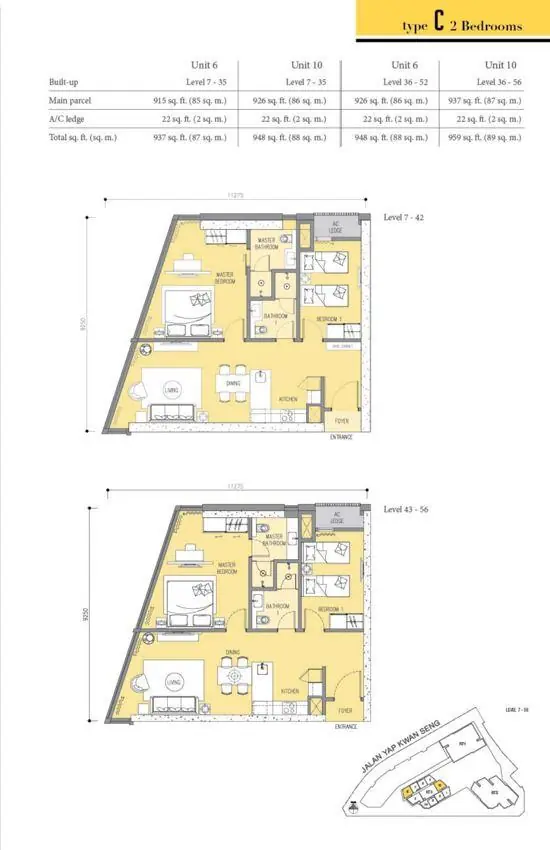 type C 2 Bedrooms
Unit 6 Unit 10 Unit 6 Unit 10
Built-up Level 7 - 35 Level 7 - 35 Level 36 - 52 Level 36 - 56
Main parcel 915 sq. ft. (85 sq. m.) 926 sq. ft. (86 sq. m.) 926 sq. ft. (86 sq. m.) 937 sq. ft. (87 sq. m.)
A/C ledge 22 sq. ft. (2 sq. m.) 22 sq. ft. (2 sq. m.) 22 sq. ft. (2 sq. m.) 22 sq. ft. (2 sq. m.)
Total sq. ft. (sq. m.) 937 sq. ft. (87 sq. m.) 948 sq. ft. (88 sq. m.) 948 sq. ft. (88 sq. m.) 959 sq. ft. (89 sq. m.)
11275
Level 7 - 42
AC
LEDGE
MASTER
BATHROOM
MASTER
BEDROOM
9250
BATHROOM
1
BEDROOM 1
LIVING
DINING
KITCHEN
FOYER
ENTRANCE
11275
Level 43 - 56
AC
LEDGE
MASTER
BATHROOM
MASTER
BEDROOM
9250
BATHROOM
1
BEDROOM 1
DINING
LIVING
KITCHEN
FOYER
ENTRANCE
LEVEL 7 - 56
JALAN YAP KWAN SENG
RT1
RT3
RT2